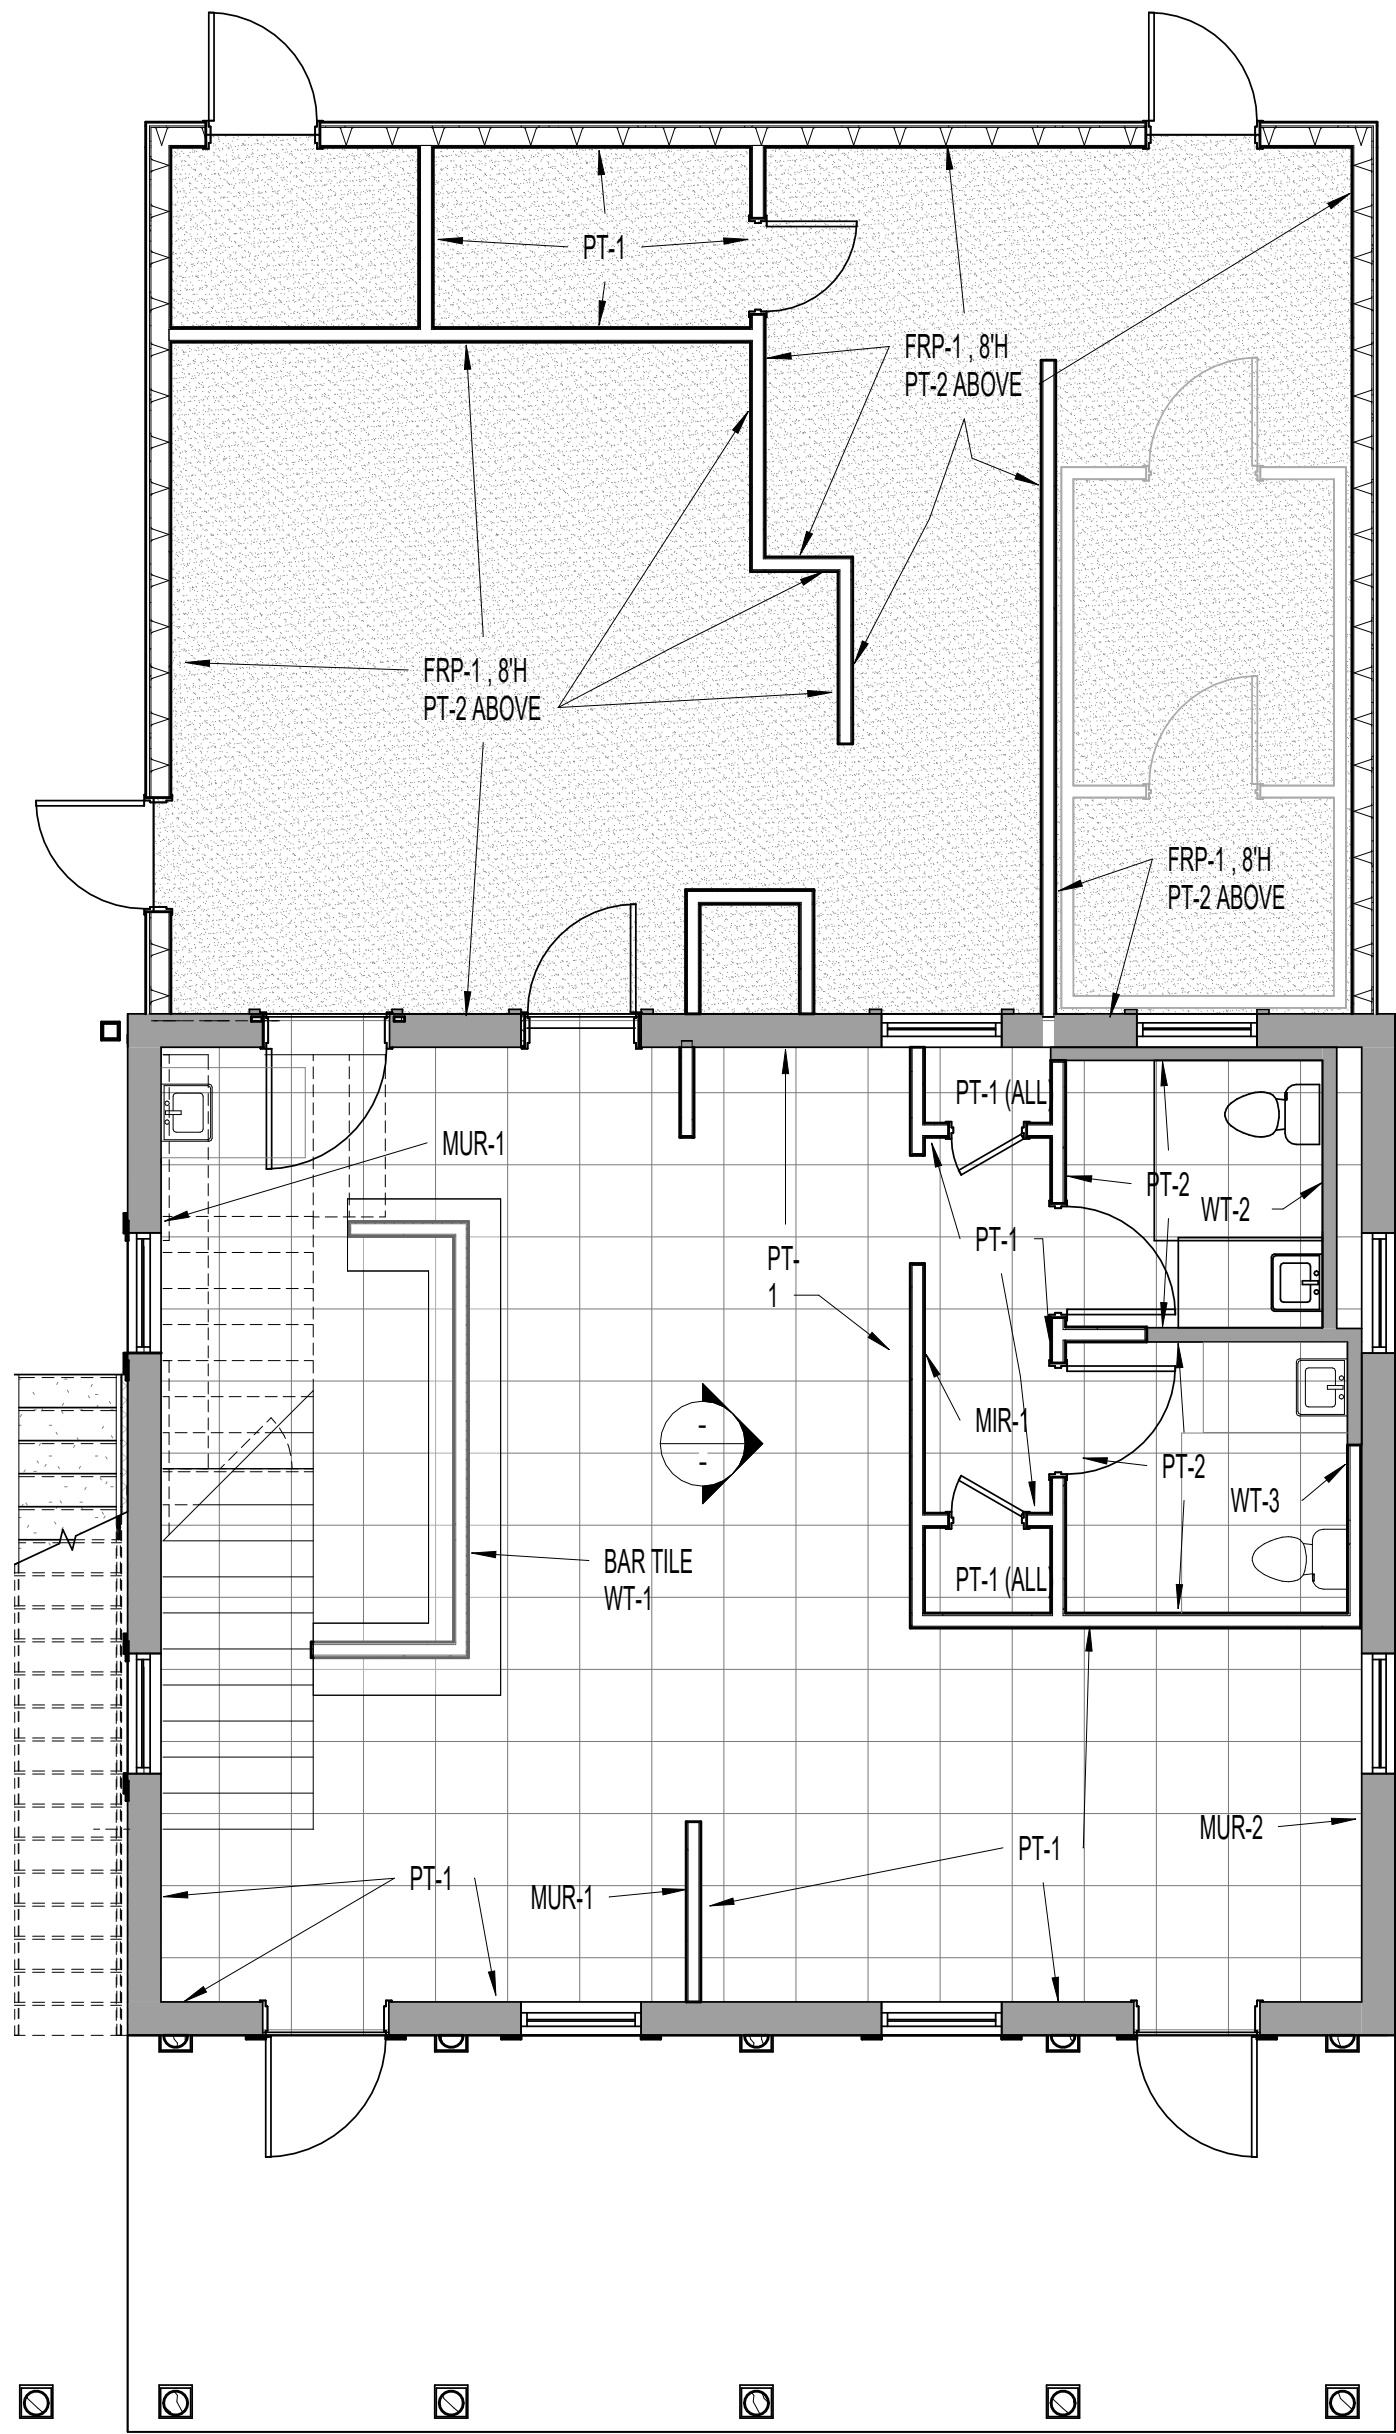 PT-1
FRP-1 , 8'H
PT-2 ABOVE
FRP-1 , 8'H
PT-2 ABOVE
FRP-1 , 8'H
PT-2 ABOVE
PT-1 (ALL)
MUR-1
PT-2
WT-2
PT-1
PT-
1
MIR-1
PT-2
WT-3
-
-
BAR TILE
WT-1
PT-1 (ALL)
MUR-2
PT-1
PT-1
MUR-1